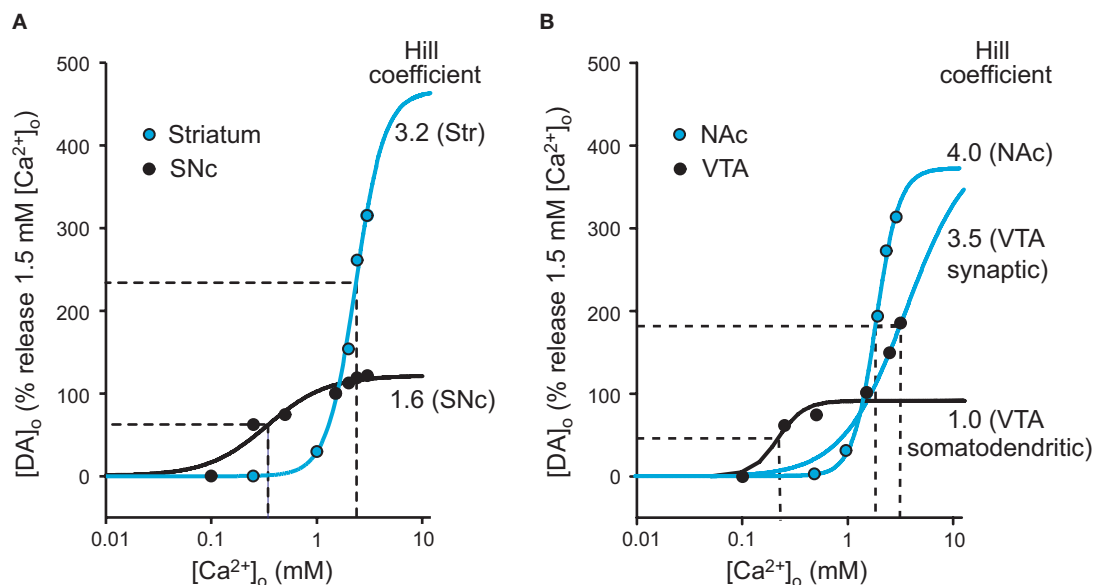 A
Hill
coefficient
500
400
300
200
100
0
[DA]ₒ (% release 1.5 mM [Ca²⁺]ₒ)
Striatum
SNc
3.2 (Str)
1.6 (SNc)
0.01 0.1 1 10
[Ca²⁺]ₒ (mM)
B
Hill
coefficient
500
400
300
200
100
0
[DA]ₒ (% release 1.5 mM [Ca²⁺]ₒ)
NAc
VTA
4.0 (NAc)
3.5 (VTA
synaptic)
1.0 (VTA
somatodendritic)
0.01 0.1 1 10
[Ca²⁺]ₒ (mM)